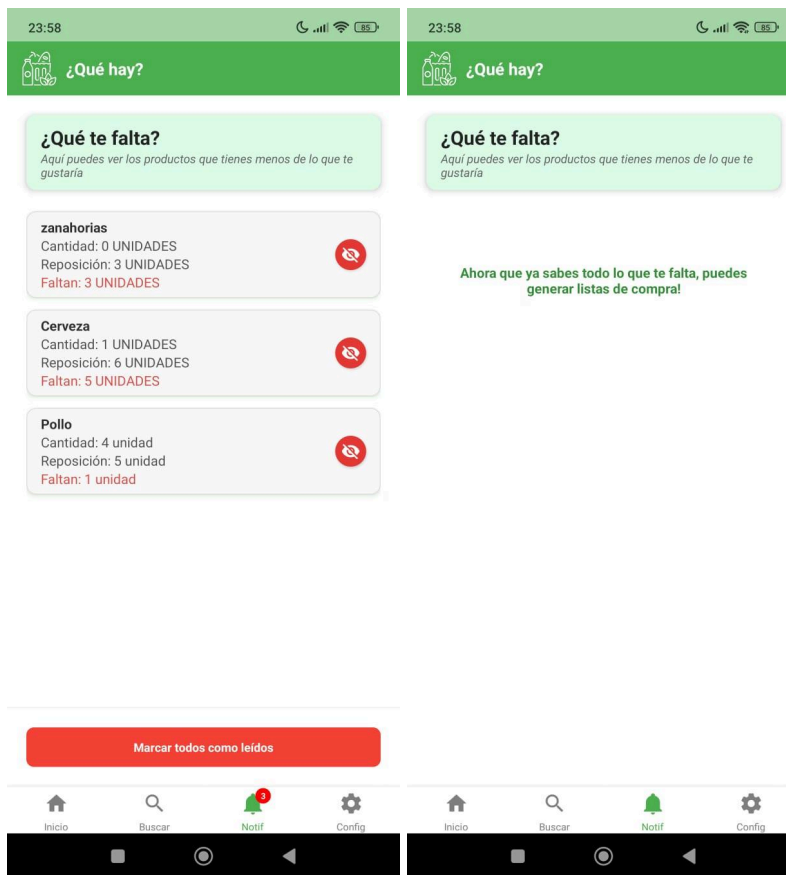 23:58
85
¿Qué hay?
¿Qué te falta?
Aquí puedes ver los productos que tienes menos de lo que te
gustaría
zanahorias
Cantidad: 0 UNIDADES
Reposición: 3 UNIDADES
Faltan: 3 UNIDADES
Cerveza
Cantidad: 1 UNIDADES
Reposición: 6 UNIDADES
Faltan: 5 UNIDADES
Pollo
Cantidad: 4 unidad
Reposición: 5 unidad
Faltan: 1 unidad
Marcar todos como leídos
3
Inicio
Buscar
Notif
Config
23:58
85
¿Qué hay?
¿Qué te falta?
Aquí puedes ver los productos que tienes menos de lo que te
gustaría
Ahora que ya sabes todo lo que te falta, puedes
generar listas de compra!
Inicio
Buscar
Notif
Config